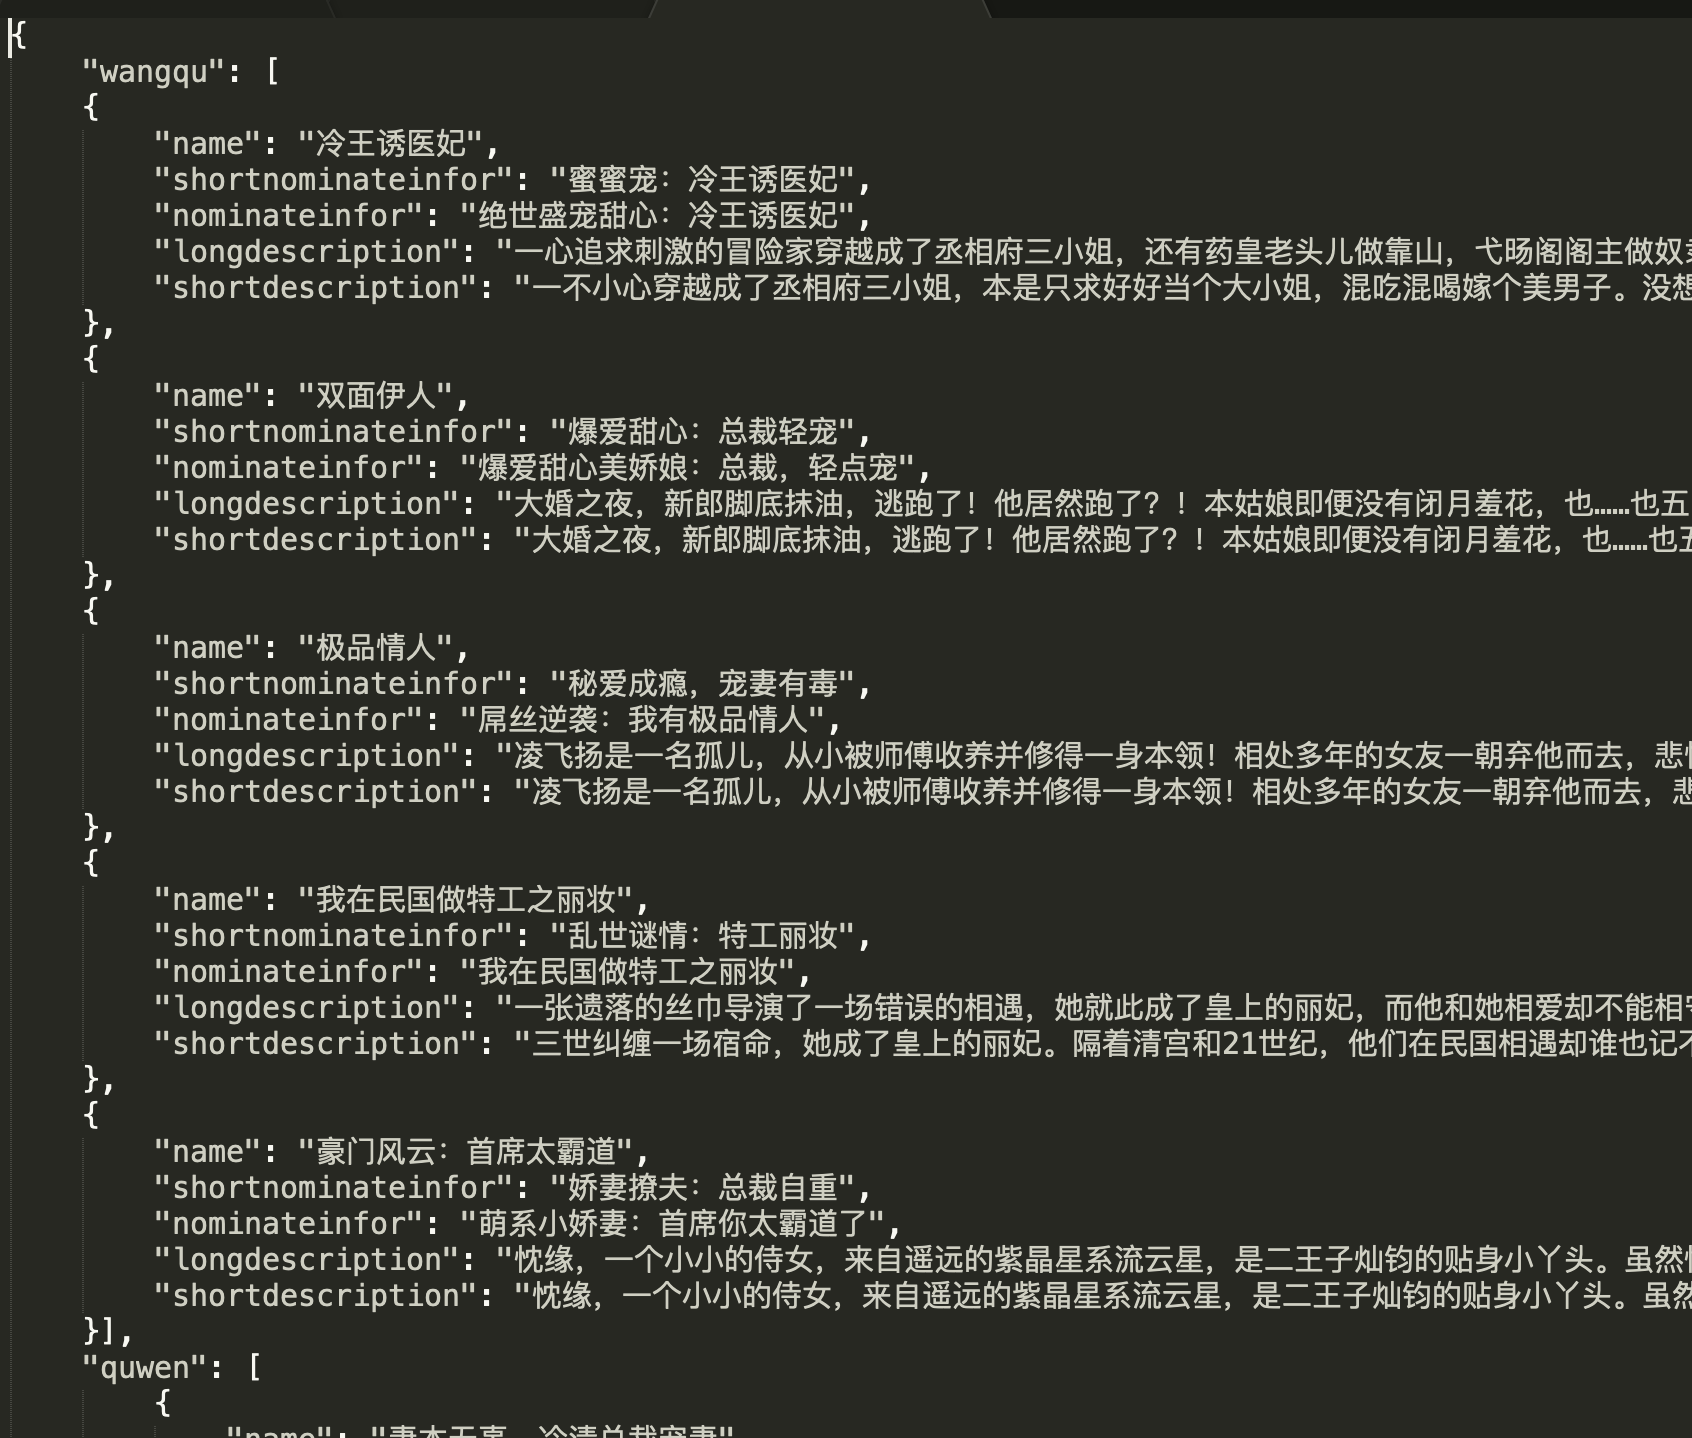 {
"wangqu": [
{
"name": "冷王诱医妃",
"shortnominateinfor": "蜜蜜宠：冷王诱医妃",
"nominateinfor": "绝世盛宠甜心：冷王诱医妃",
"longdescription": "一心追求刺激的冒险家穿越成了丞相府三小姐，还有药皇老头儿做靠山，弋旸阁阁主做奴
"shortdescription": "一不小心穿越成了丞相府三小姐，本是只求好好当个大小姐，混吃混喝嫁个美男子。没想
},
{
"name": "双面伊人",
"shortnominateinfor": "爆爱甜心：总裁轻宠",
"nominateinfor": "爆爱甜心美娇娘：总裁，轻点宠",
"longdescription": "大婚之夜，新郎脚底抹油，逃跑了！他居然跑了？！本姑娘即便没有闭月羞花，也……也五
"shortdescription": "大婚之夜，新郎脚底抹油，逃跑了！他居然跑了？！本姑娘即便没有闭月羞花，也……也五
},
{
"name": "极品情人",
"shortnominateinfor": "秘爱成瘾，宠妻有毒",
"nominateinfor": "屌丝逆袭：我有极品情人",
"longdescription": "凌飞扬是一名孤儿，从小被师傅收养并修得一身本领！相处多年的女友一朝弃他而去，悲
"shortdescription": "凌飞扬是一名孤儿，从小被师傅收养并修得一身本领！相处多年的女友一朝弃他而去，悲
},
{
"name": "我在民国做特工之丽妆",
"shortnominateinfor": "乱世谜情：特工丽妆",
"nominateinfor": "我在民国做特工之丽妆",
"longdescription": "一张遗落的丝巾导演了一场错误的相遇，她就此成了皇上的丽妃，而他和她相爱却不能相
"shortdescription": "三世纠缠一场宿命，她成了皇上的丽妃。隔着清宫和21世纪，他们在民国相遇却谁也记不
},
{
"name": "豪门风云：首席太霸道",
"shortnominateinfor": "娇妻撩夫：总裁自重",
"nominateinfor": "萌系小娇妻：首席你太霸道了",
"longdescription": "忱缘，一个小小的侍女，来自遥远的紫晶星系流云星，是二王子灿钧的贴身小丫头。虽然
"shortdescription": "忱缘，一个小小的侍女，来自遥远的紫晶星系流云星，是二王子灿钧的贴身小丫头。虽然
}],
"quwen": [
{
"name":